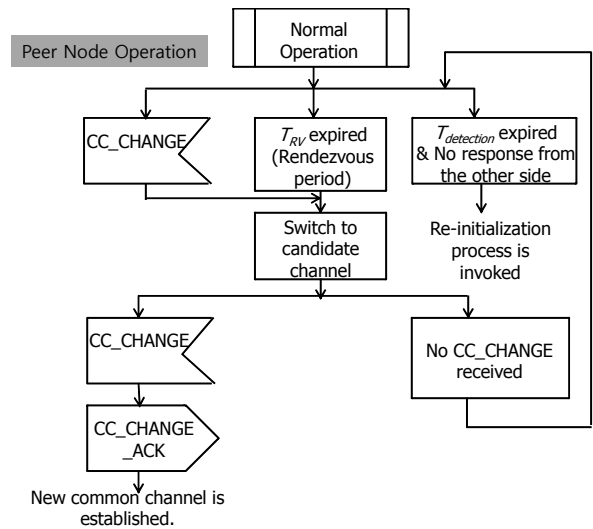 Peer Node Operation
Normal
Operation
CC_CHANGE
T_RV expired
(Rendezvous
period)
T_detection expired
& No response from
the other side
Switch to
candidate
channel
Re-initialization
process is
invoked
CC_CHANGE
No CC_CHANGE
received
CC_CHANGE
_ACK
New common channel is
established.